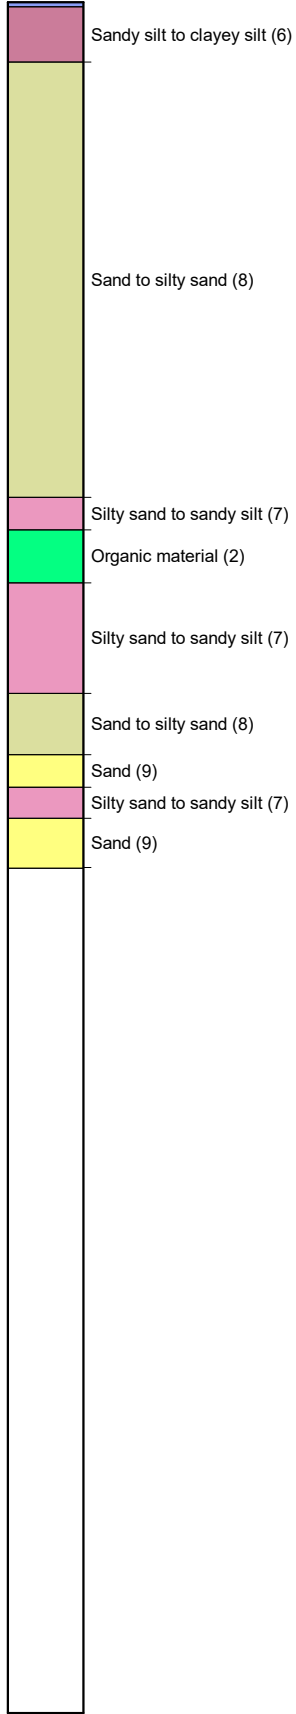 Sandy silt to clayey silt (6)
Sand to silty sand (8)
Silty sand to sandy silt (7)
Organic material (2)
Silty sand to sandy silt (7)
Sand to silty sand (8)
Sand (9)
Silty sand to sandy silt (7)
Sand (9)